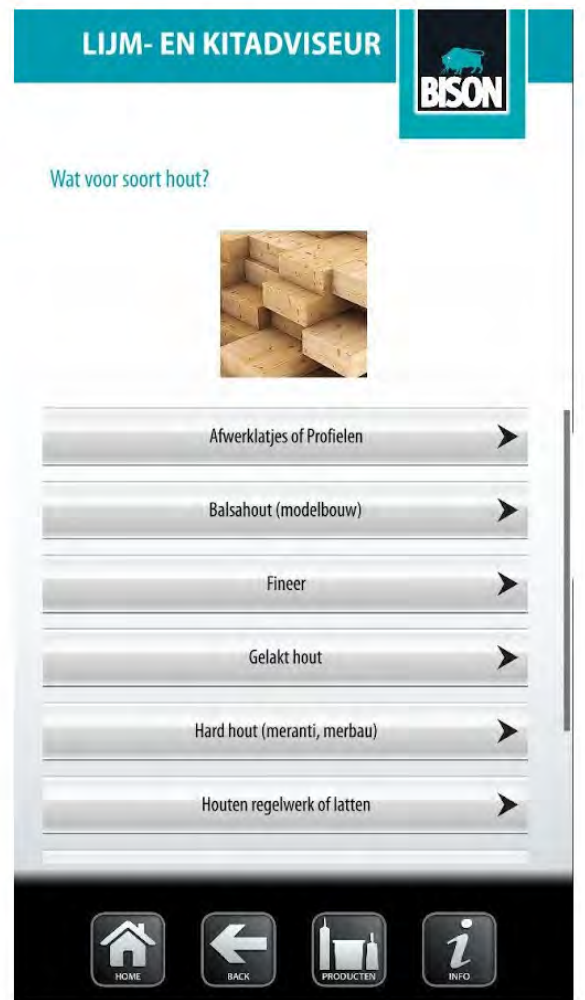 LIJM- EN KITADVISEUR
BISON
Wat voor soort hout?
Afwerklatjes of Profielen
Balsahout (modelbouw)
Fineer
Gelakt hout
Hard hout (meranti, merbau)
Houten regelwerk of latten
HOME
BACK
PRODUCTEN
INFO